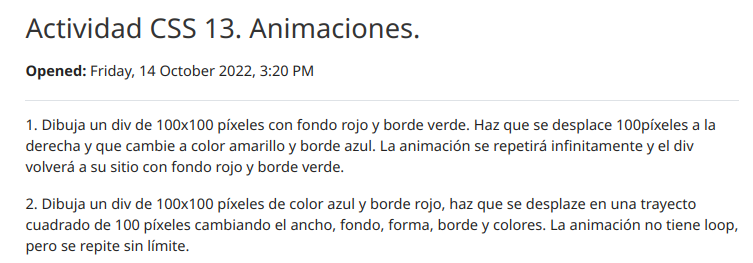 Actividad CSS 13. Animaciones.
Opened: Friday, 14 October 2022, 3:20 PM
1. Dibuja un div de 100x100 píxeles con fondo rojo y borde verde. Haz que se desplace 100píxeles a la
derecha y que cambie a color amarillo y borde azul. La animación se repetirá infinitamente y el div
volverá a su sitio con fondo rojo y borde verde.
2. Dibuja un div de 100x100 píxeles de color azul y borde rojo, haz que se desplaze en una trayecto
cuadrado de 100 píxeles cambiando el ancho, fondo, forma, borde y colores. La animación no tiene loop,
pero se repite sin límite.